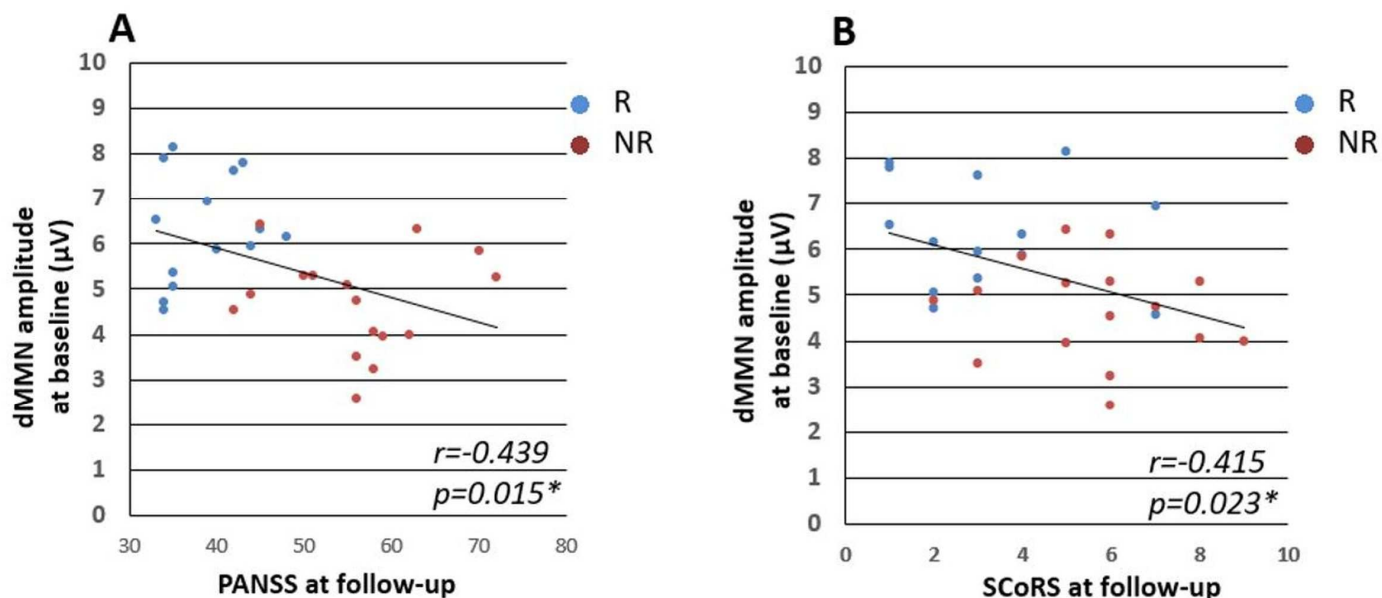 A
10
9
8
7
6
5
4
3
2
1
0
30 40 50 60 70 80
dMMN amplitude
at baseline (µV)
PANSS at follow-up
R
NR
r=-0.439
p=0.015*
B
10
9
8
7
6
5
4
3
2
1
0
0 2 4 6 8 10
dMMN amplitude
at baseline (µV)
SCoRS at follow-up
R
NR
r=-0.415
p=0.023*